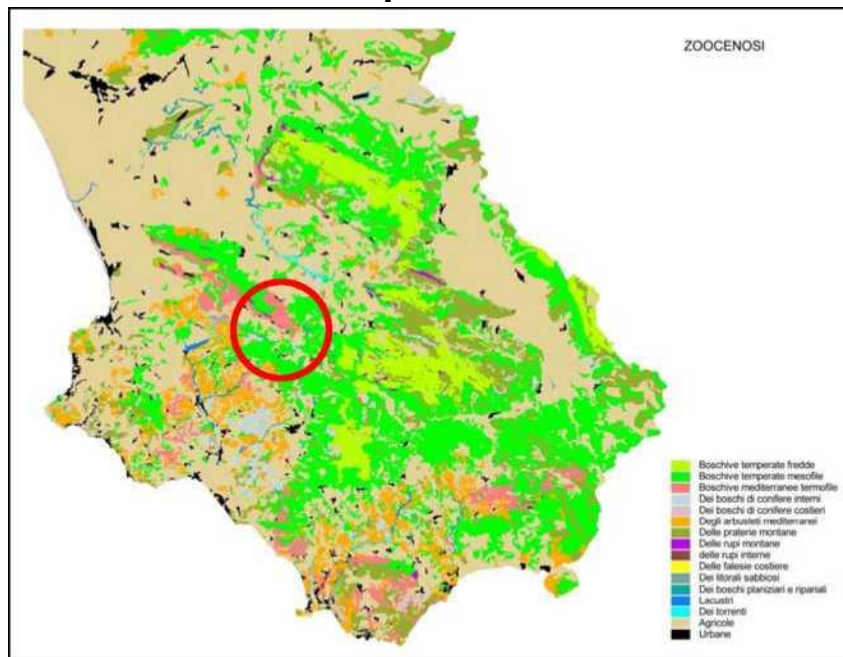 ZOOCENOSI
Boschive temperate fredde
Boschive temperate mesofile
Boschive mediterranee termofile
Dei boschi di conifere interni
Dei boschi di conifere costieri
Degli arbusteti mediterranei
Delle praterie montane
Delle rupi montane
delle rupi interne
Delle falesie costiere
Dei litorali sabbiosi
Dei boschi planiziari e ripariali
Lacustri
Dei torrenti
Agricole
Urbane